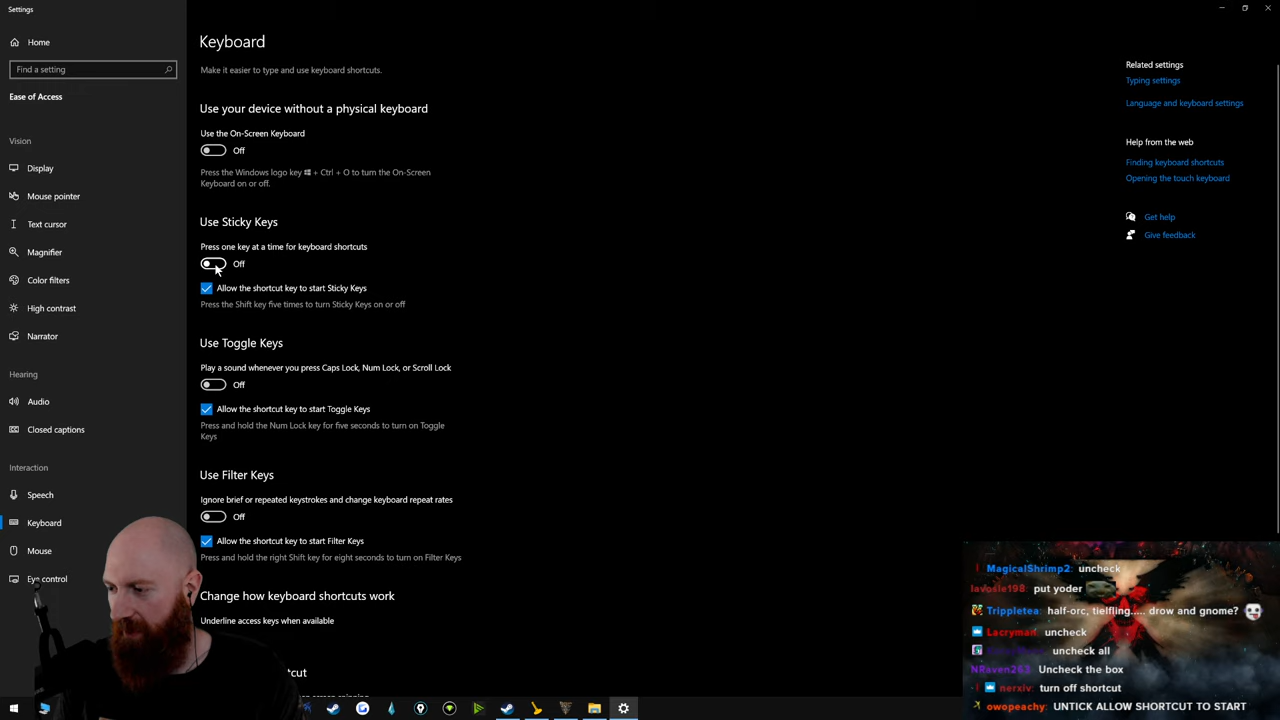 Settings
Home
Find a setting
Ease of Access
Vision
Display
Mouse pointer
Text cursor
Magnifier
Color filters
High contrast
Narrator
Hearing
Audio
Closed captions
Interaction
Speech
Keyboard
Mouse
Eye control
Keyboard
Make it easier to type and use keyboard shortcuts.
Use your device without a physical keyboard
Use the On-Screen Keyboard
Off
Press the Windows logo key + Ctrl + O to turn the On-Screen
Keyboard on or off.
Use Sticky Keys
Press one key at a time for keyboard shortcuts
Off
Allow the shortcut key to start Sticky Keys
Press the Shift key five times to turn Sticky Keys on or off
Use Toggle Keys
Play a sound whenever you press Caps Lock, Num Lock, or Scroll Lock
Off
Allow the shortcut key to start Toggle Keys
Press and hold the Num Lock key for five seconds to turn on Toggle
Keys
Use Filter Keys
Ignore brief or repeated keystrokes and change keyboard repeat rates
Off
Allow the shortcut key to start Filter Keys
Press and hold the right Shift key for eight seconds to turn on Filter Keys
Change how keyboard shortcuts work
Underline access keys when available
Related settings
Typing settings
Language and keyboard settings
Help from the web
Finding keyboard shortcuts
Opening the touch keyboard
Get help
Give feedback
MagicalShrimp2: uncheck
lavosle198: put yoder
Trippletea: half-orc, tielfling..... drow and gnome?
Lacryman: uncheck
uncheck all
NRaven263: Uncheck the box
nerxiv: turn off shortcut
owopeachy: UNTICK ALLOW SHORTCUT TO START